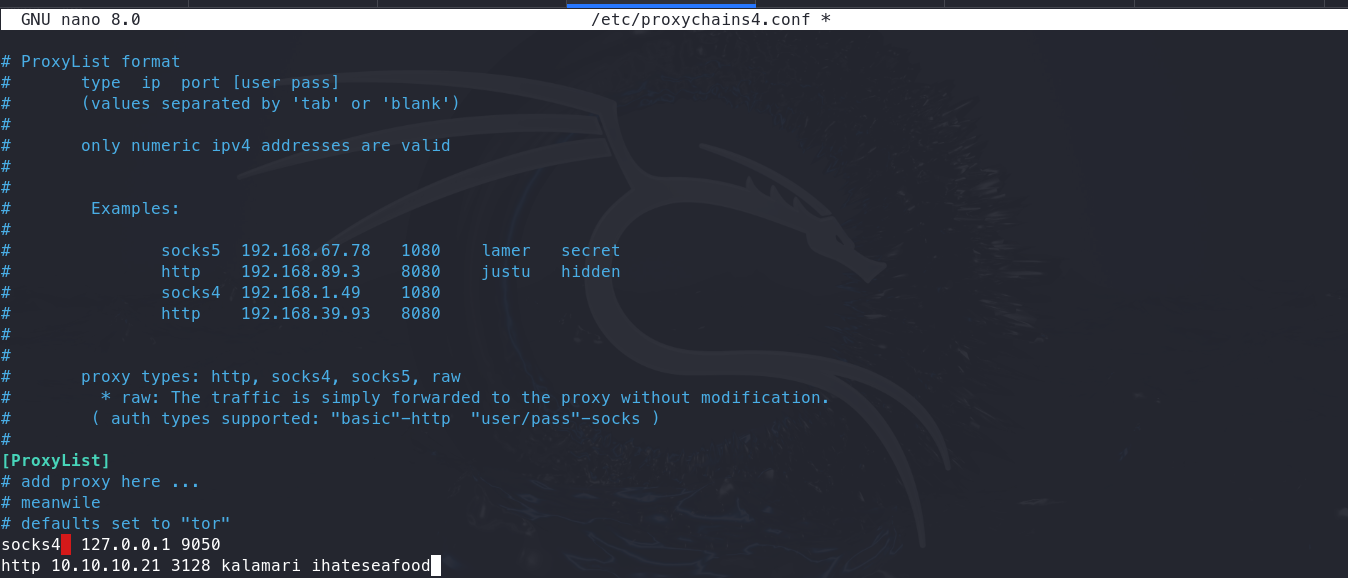 GNU nano 8.0 /etc/proxychains4.conf *
# ProxyList format
#       type  ip  port [user pass]
#       (values separated by 'tab' or 'blank')
#
#       only numeric ipv4 addresses are valid
#
#
#        Examples:
#
#               socks5  192.168.67.78   1080    lamer   secret
#               http    192.168.89.3    8080    justu   hidden
#               socks4  192.168.1.49    1080
#               http    192.168.39.93   8080
#
#
#       proxy types: http, socks4, socks5, raw
#         * raw: The traffic is simply forwarded to the proxy without modification.
#        ( auth types supported: "basic"-http  "user/pass"-socks )
#
[ProxyList]
# add proxy here ...
# meanwile
# defaults set to "tor"
socks4  127.0.0.1 9050
http 10.10.10.21 3128 kalamari ihateseafood